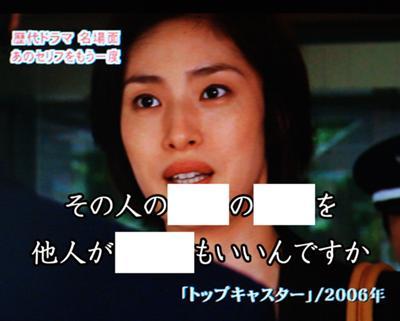 歴代ドラマ 名場面
あのセリフをもう一度
その人の の を
他人が もいいんですか
「トップキャスター」/2006年